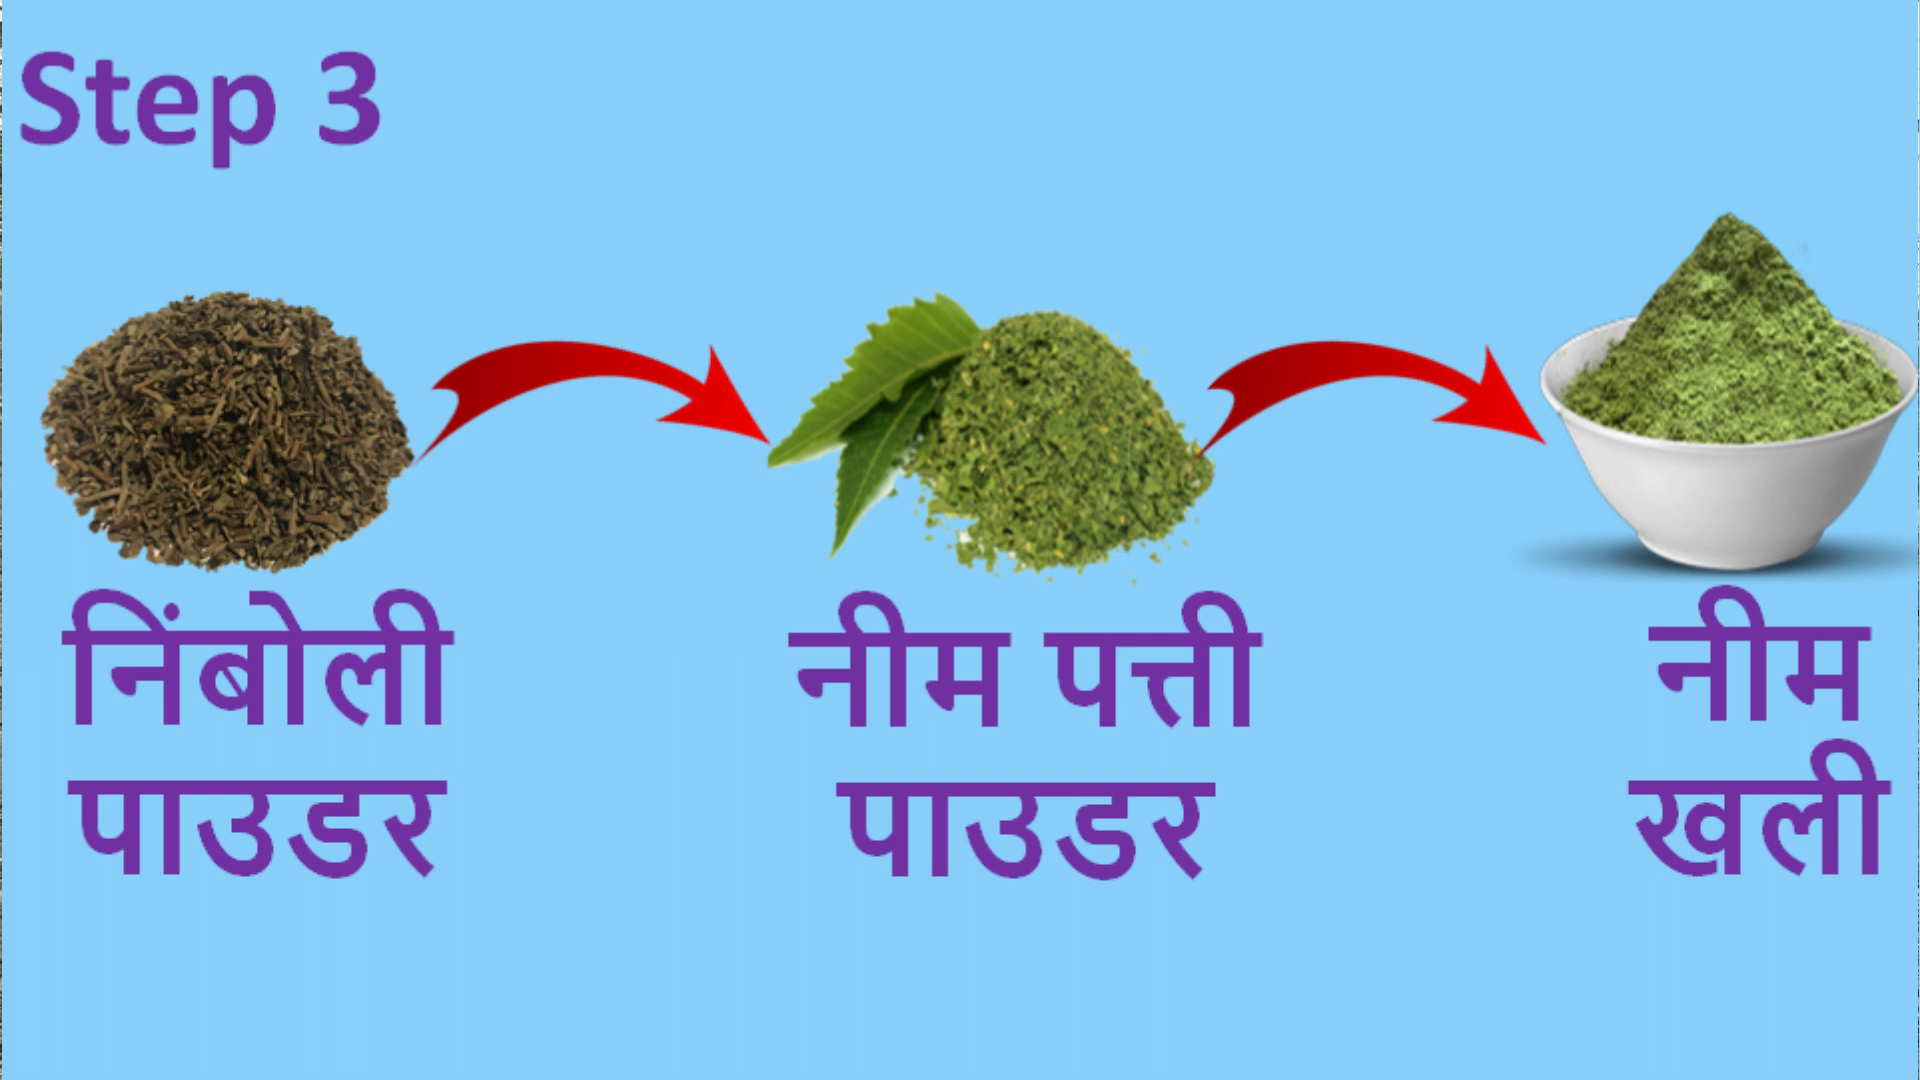 Step 3
निंबोली
पाउडर
नीम पत्ती
पाउडर
नीम
खली